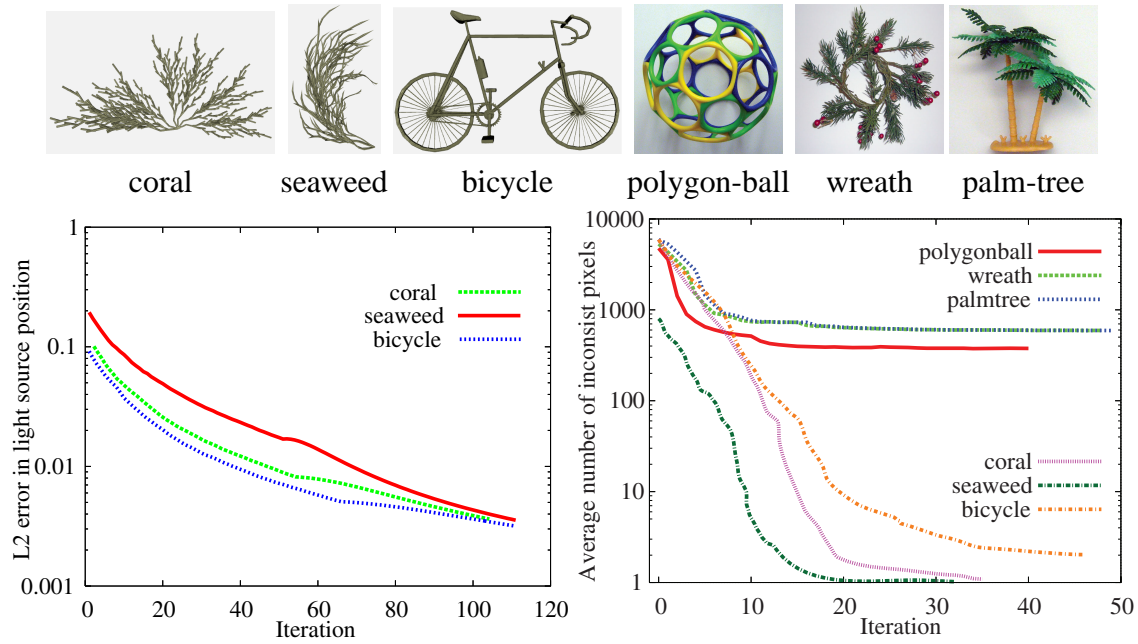 coral seaweed bicycle polygon-ball wreath palm-tree
L2 error in light source position
1
0.1
0.01
0.001
coral
seaweed
bicycle
0 20 40 60 80 100 120
Iteration
Average number of inconsist pixels
10000
1000
100
10
1
polygonball
wreath
palmtree
coral
seaweed
bicycle
0 10 20 30 40 50
Iteration